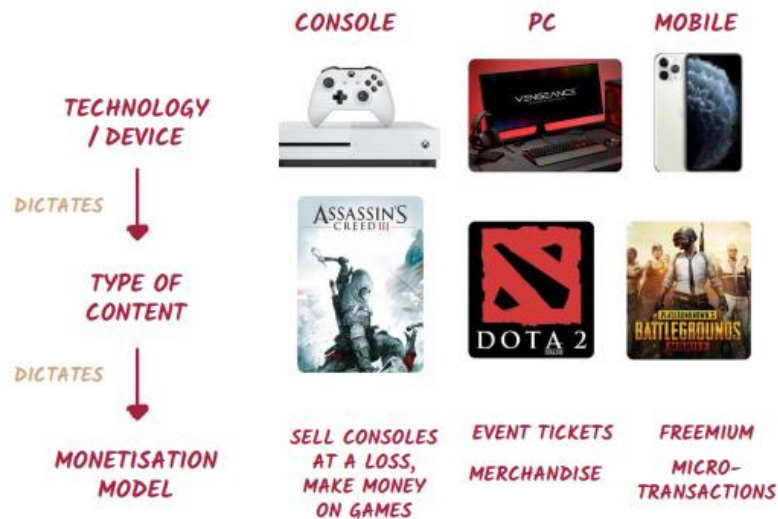 CONSOLE
PC
MOBILE
TECHNOLOGY
/ DEVICE
VENGEANCE
DICTATES
ASSASSIN'S
CREED III
TYPE OF
CONTENT
DOTA 2
PLAYERUNKNOWN'S
BATTLEGROUNDS
MOBILE
DICTATES
MONETISATION
MODEL
SELL CONSOLES
AT A LOSS,
MAKE MONEY
ON GAMES
EVENT TICKETS
MERCHANDISE
FREEMIUM
MICRO-
TRANSACTIONS